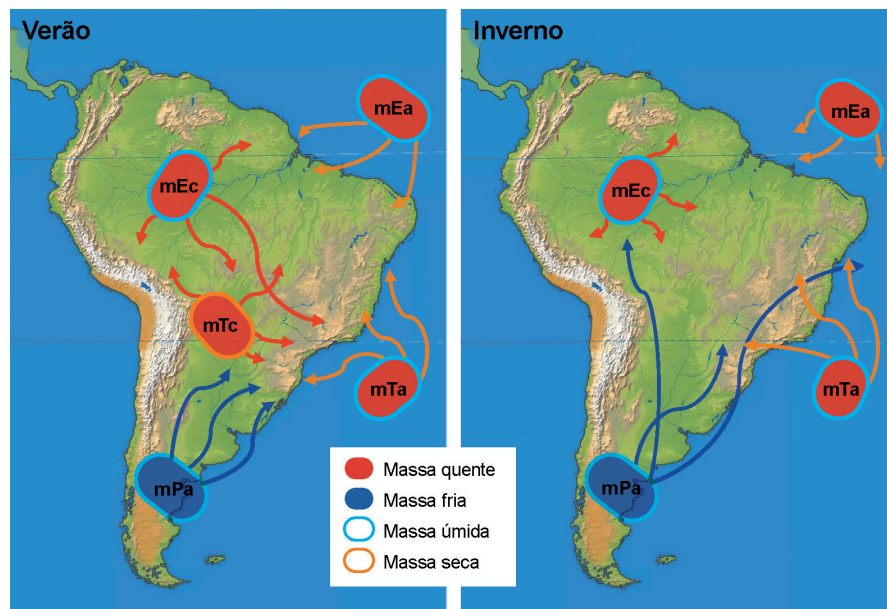 Verão
mEa
mEc
mTc
mTa
mPa
Inverno
mEa
mEc
mTa
mPa
Massa quente
Massa fria
Massa úmida
Massa seca